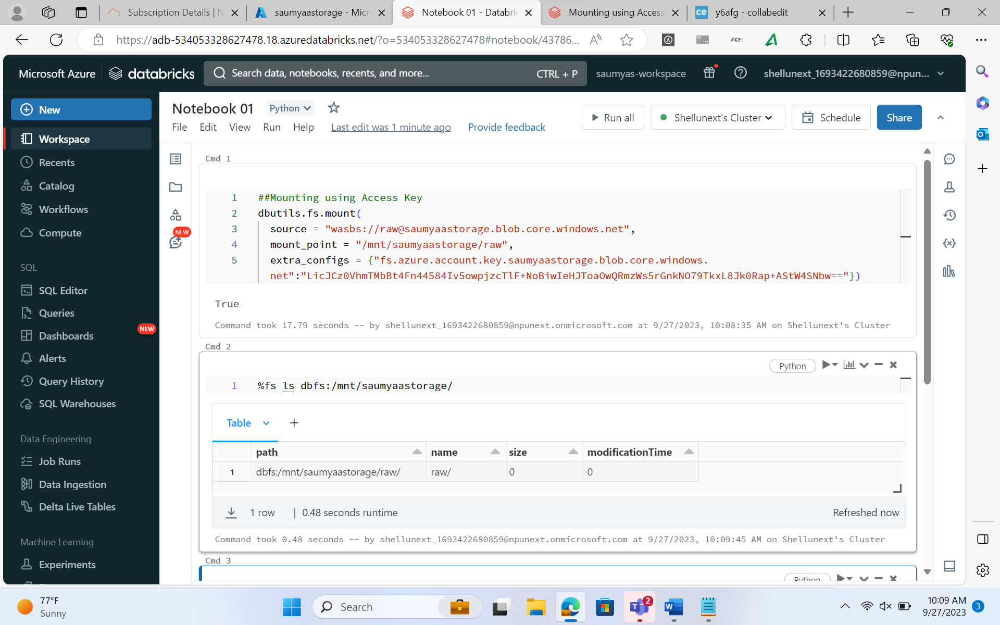 Subscription Details | N
saumyaastorage - Micr
Notebook 01 - Databric
Mounting using Access
y6afg - collabedit
https://adb-534053328627478.18.azuredatabricks.net/?o=534053328627478#notebook/43786...
Microsoft Azure
databricks
Search data, notebooks, recents, and more...
CTRL + P
saumyas-workspace
shellunext_1693422680859@npun...
New
Workspace
Recents
Catalog
Workflows
Compute
SQL
SQL Editor
Queries
Dashboards
NEW
Alerts
Query History
SQL Warehouses
Data Engineering
Job Runs
Data Ingestion
Delta Live Tables
Machine Learning
Experiments
Notebook 01
Python
File Edit View Run Help Last edit was 1 minute ago Provide feedback
Run all
Shellunext's Cluster
Schedule
Share
NEW
Cmd 1
1 ##Mounting using Access Key
2 dbutils.fs.mount(
3 source = "wasbs://raw@saumyaastorage.blob.core.windows.net",
4 mount_point = "/mnt/saumyaastorage/raw",
5 extra_configs = {"fs.azure.account.key.saumyaastorage.blob.core.windows.
net":"LicJCz0VhmTMbBt4Fn44584Iv5owpjzcTlF+NoBiwIeHJToaOwQRmzWs5rGnkNO79TkxL8Jk0Rap+AStW4SNbw=="})
True
Command took 17.79 seconds -- by shellunext_1693422680859@npunext.onmicrosoft.com at 9/27/2023, 10:08:35 AM on Shellunext's Cluster
Cmd 2
Python
1 %fs ls dbfs:/mnt/saumyaastorage/
Table
path name size modificationTime
1 dbfs:/mnt/saumyaastorage/raw/ raw/ 0 0
1 row | 0.48 seconds runtime
Refreshed now
Command took 0.48 seconds -- by shellunext_1693422680859@npunext.onmicrosoft.com at 9/27/2023, 10:09:45 AM on Shellunext's Cluster
Cmd 3
Python
77°F
Sunny
Search
2
10:09 AM
9/27/2023
3